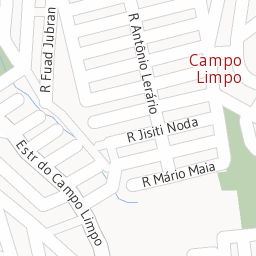 R Fuad Jubran
R Antônio Lerário
Campo
Limpo
R Jisiti Noda
Estr do Campo Limpo
R Mário Maia